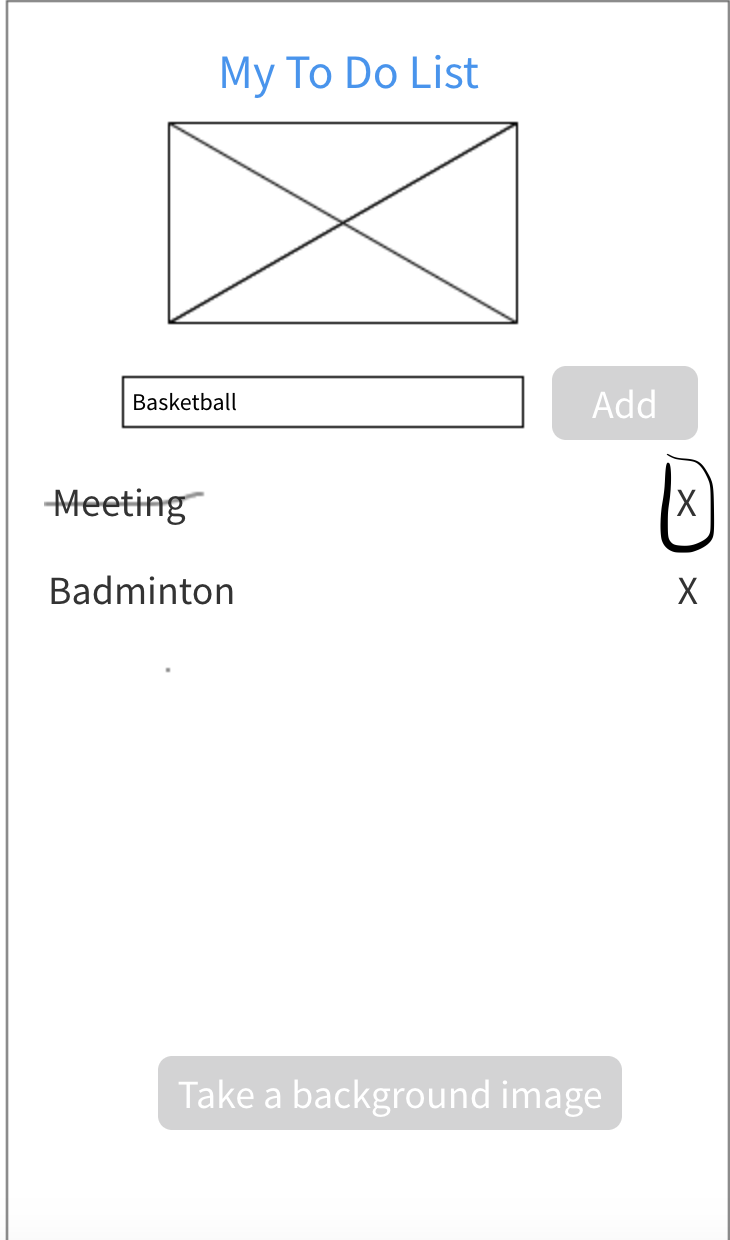 My To Do List
Basketball
Add
Meeting X
Badminton X
Take a background image